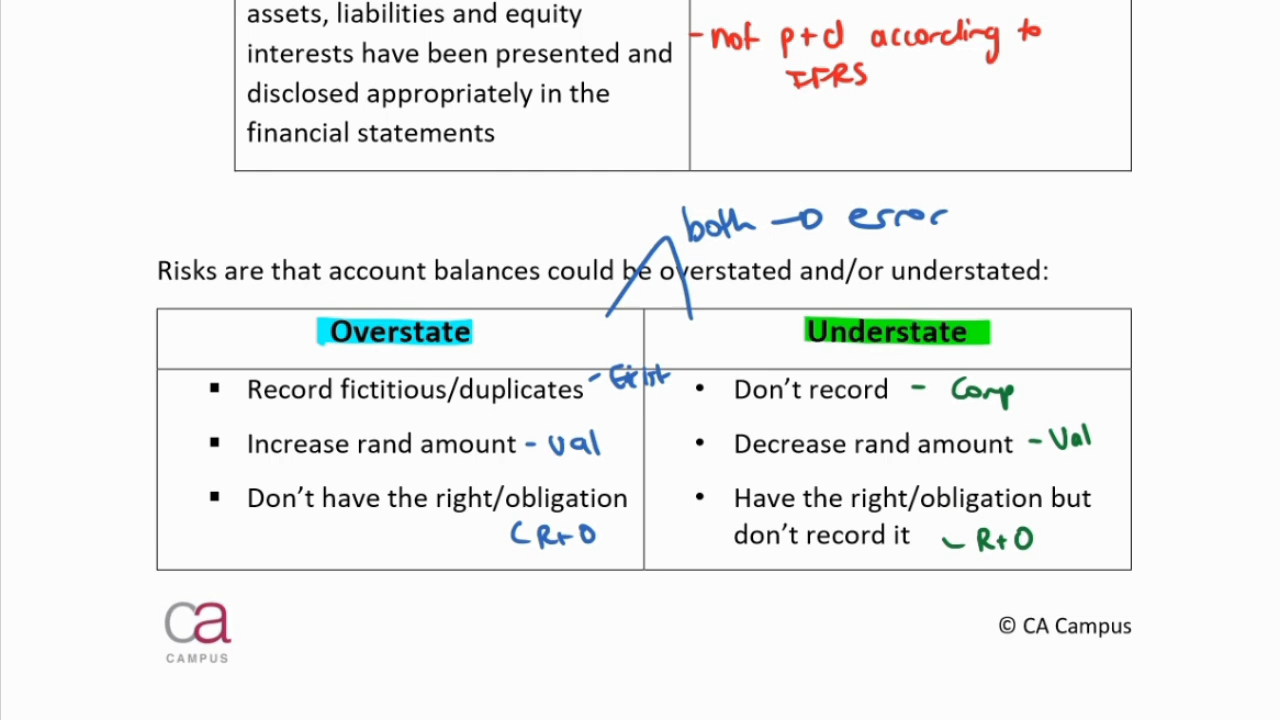 assets, liabilities and equity
interests have been presented and
disclosed appropriately in the
financial statements
-not p+d according to
IFRS
both → error
Risks are that account balances could be overstated and/or understated:
Overstate
Understate
▪ Record fictitious/duplicates - Exist
▪ Increase rand amount - val
▪ Don’t have the right/obligation
R+O
• Don’t record - Comp
• Decrease rand amount - Val
• Have the right/obligation but
don’t record it R+O
ca
CAMPUS
© CA Campus